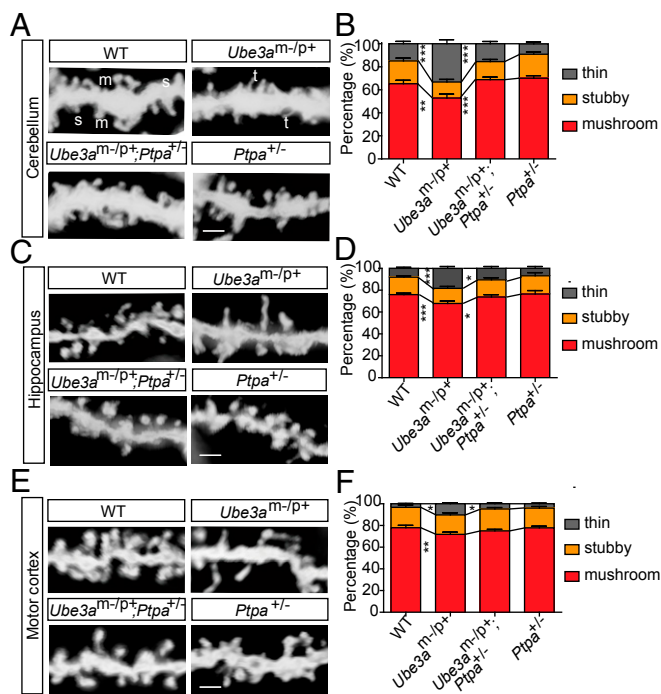 A
WT
Ube3a^m-/p+
m
s
t
s
m
t
Ube3a^m-/p+;Ptpa^+/-
Ptpa^+/-
Cerebellum
B
Percentage (%)
100
80
60
40
20
0
***
**
***
***
thin
stubby
mushroom
WT
Ube3a^m-/p+
Ube3a^m-/p+;
Ptpa^+/-
Ptpa^+/-
C
WT
Ube3a^m-/p+
Ube3a^m-/p+;Ptpa^+/-
Ptpa^+/-
Hippocampus
D
Percentage (%)
100
80
60
40
20
0
***
***
*
*
thin
stubby
mushroom
WT
Ube3a^m-/p+
Ube3a^m-/p+;
Ptpa^+/-
Ptpa^+/-
E
WT
Ube3a^m-/p+
Ube3a^m-/p+;Ptpa^+/-
Ptpa^+/-
Motor cortex
F
Percentage (%)
100
80
60
40
20
0
*
**
*
thin
stubby
mushroom
WT
Ube3a^m-/p+
Ube3a^m-/p+;
Ptpa^+/-
Ptpa^+/-